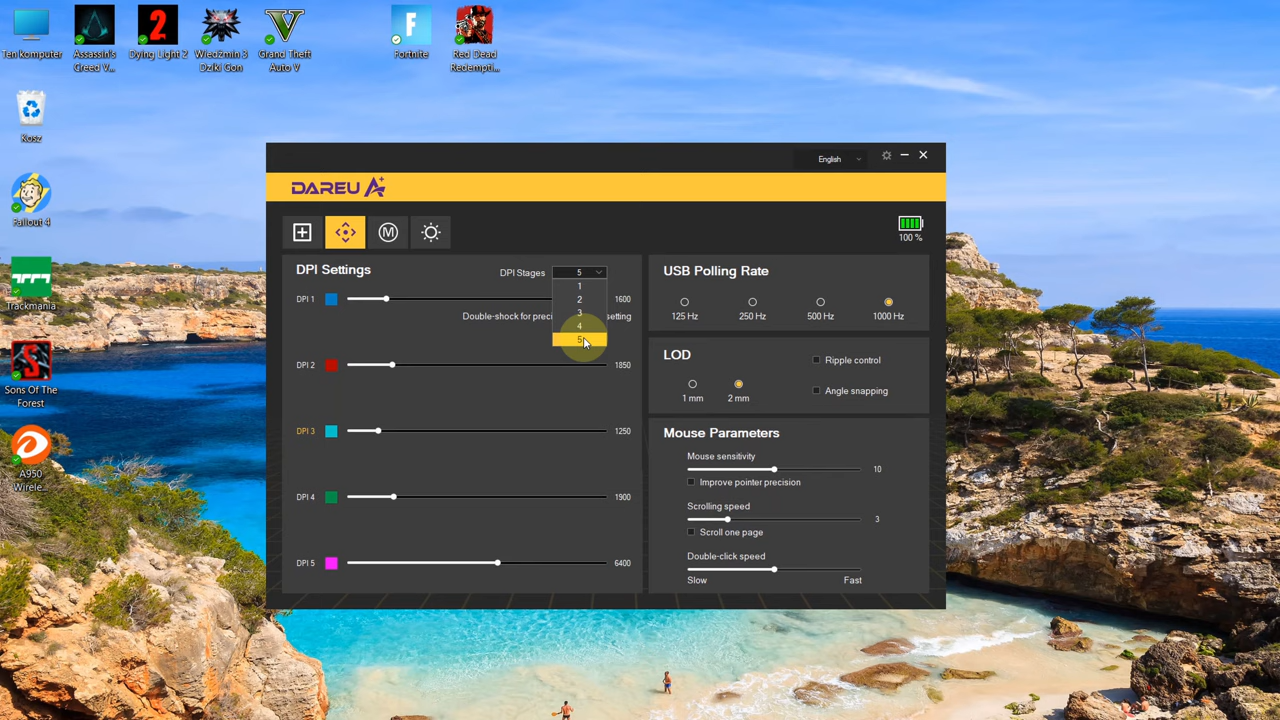 Ten komputer
Assassin's
Creed V...
Dying Light 2
Wiedźmin 3
Dziki Gon
Grand Theft
Auto V
Fortnite
Red Dead
Redempti...
Kosz
Fallout 4
Trackmania
Sons Of The
Forest
A950
Wirele...
English
DAREU A+
100 %
DPI Settings
DPI Stages
5
1
2
3
4
5
DPI 1
1600
Double-shock for preci
setting
DPI 2
1850
DPI 3
1250
DPI 4
1900
DPI 5
6400
USB Polling Rate
125 Hz
250 Hz
500 Hz
1000 Hz
LOD
1 mm
2 mm
Ripple control
Angle snapping
Mouse Parameters
Mouse sensitivity
10
Improve pointer precision
Scrolling speed
3
Scroll one page
Double-click speed
Slow
Fast